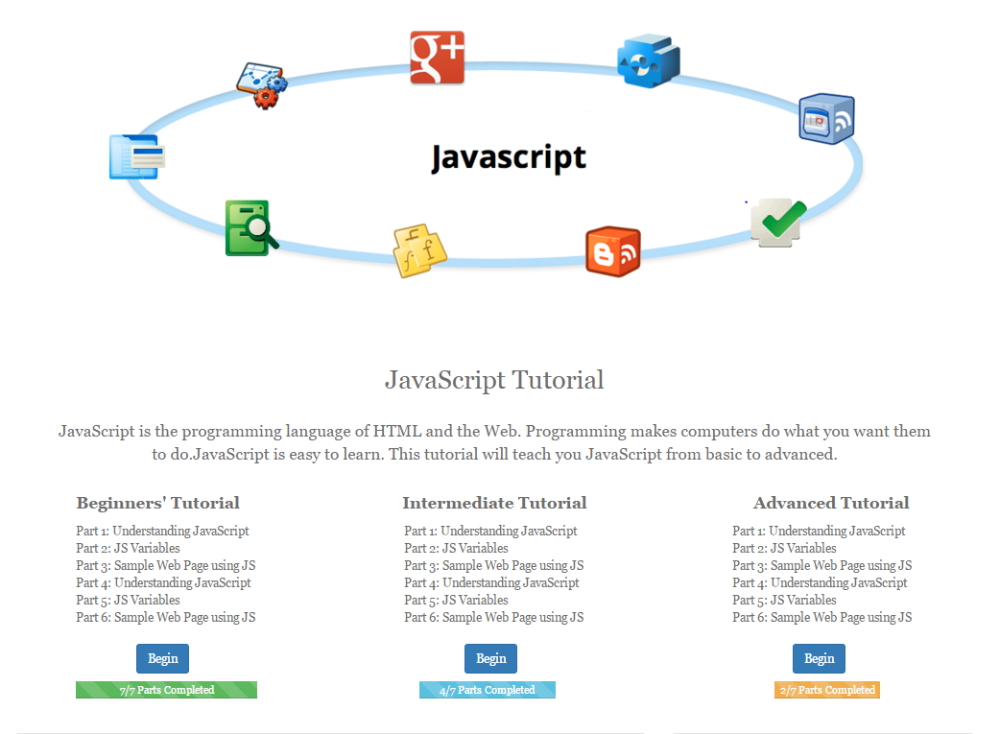 g+
Javascript
f f f
B
JavaScript Tutorial
JavaScript is the programming language of HTML and the Web. Programming makes computers do what you want them
to do.JavaScript is easy to learn. This tutorial will teach you JavaScript from basic to advanced.
Beginners' Tutorial
Part 1: Understanding JavaScript
Part 2: JS Variables
Part 3: Sample Web Page using JS
Part 4: Understanding JavaScript
Part 5: JS Variables
Part 6: Sample Web Page using JS
Begin
7/7 Parts Completed
Intermediate Tutorial
Part 1: Understanding JavaScript
Part 2: JS Variables
Part 3: Sample Web Page using JS
Part 4: Understanding JavaScript
Part 5: JS Variables
Part 6: Sample Web Page using JS
Begin
4/7 Parts Completed
Advanced Tutorial
Part 1: Understanding JavaScript
Part 2: JS Variables
Part 3: Sample Web Page using JS
Part 4: Understanding JavaScript
Part 5: JS Variables
Part 6: Sample Web Page using JS
Begin
2/7 Parts Completed